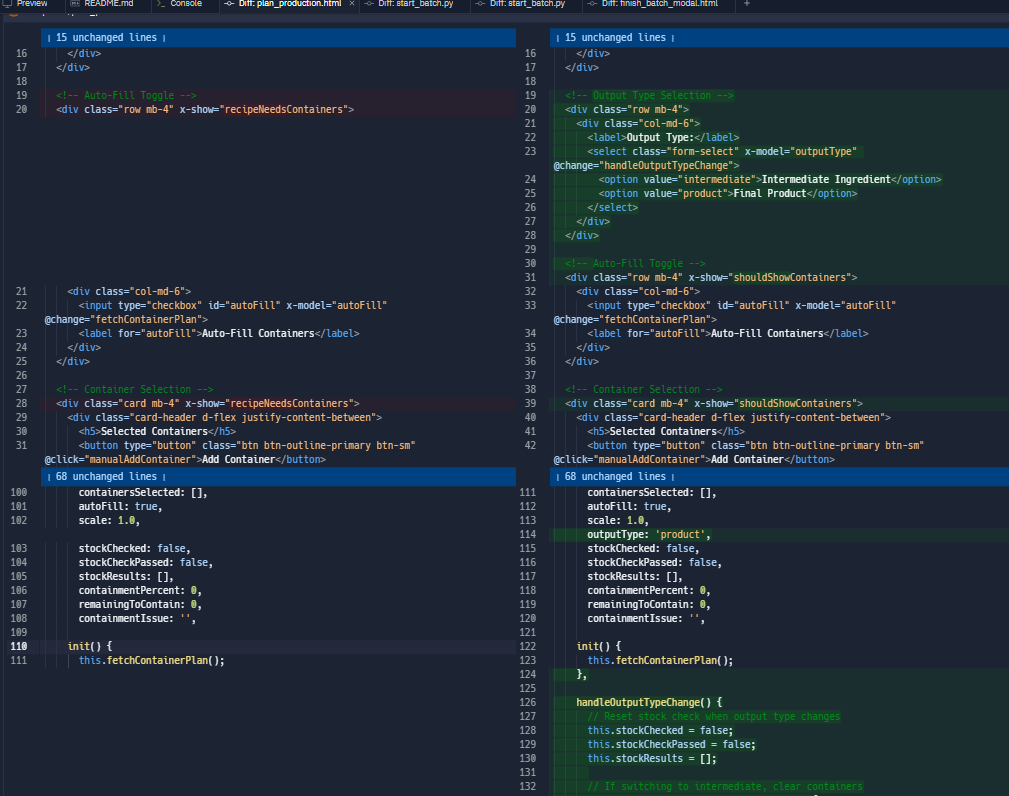 Preview README.md Console Diff: plan_production.html × Diff: start_batch.py Diff: start_batch.py Diff: finish_batch_modal.html +
15 unchanged lines
16 </div>
17 </div>
18
19 <!-- Auto-Fill Toggle -->
20 <div class="row mb-4" x-show="recipeNeedsContainers">
21 <div class="col-md-6">
22 <input type="checkbox" id="autoFill" x-model="autoFill"
@change="fetchContainerPlan">
23 <label for="autoFill">Auto-Fill Containers</label>
24 </div>
25 </div>
26
27 <!-- Container Selection -->
28 <div class="card mb-4" x-show="recipeNeedsContainers">
29 <div class="card-header d-flex justify-content-between">
30 <h5>Selected Containers</h5>
31 <button type="button" class="btn btn-outline-primary btn-sm"
@click="manualAddContainer">Add Container</button>
68 unchanged lines
100 containersSelected: [],
101 autoFill: true,
102 scale: 1.0,
103 stockChecked: false,
104 stockCheckPassed: false,
105 stockResults: [],
106 containmentPercent: 0,
107 remainingToContain: 0,
108 containmentIssue: '',
109
110 init() {
111 this.fetchContainerPlan();
15 unchanged lines
16 </div>
17 </div>
18
19 <!-- Output Type Selection -->
20 <div class="row mb-4">
21 <div class="col-md-6">
22 <label>Output Type:</label>
23 <select class="form-select" x-model="outputType"
@change="handleOutputTypeChange">
24 <option value="intermediate">Intermediate Ingredient</option>
25 <option value="product">Final Product</option>
26 </select>
27 </div>
28 </div>
29
30 <!-- Auto-Fill Toggle -->
31 <div class="row mb-4" x-show="shouldShowContainers">
32 <div class="col-md-6">
33 <input type="checkbox" id="autoFill" x-model="autoFill"
@change="fetchContainerPlan">
34 <label for="autoFill">Auto-Fill Containers</label>
35 </div>
36 </div>
37
38 <!-- Container Selection -->
39 <div class="card mb-4" x-show="shouldShowContainers">
40 <div class="card-header d-flex justify-content-between">
41 <h5>Selected Containers</h5>
42 <button type="button" class="btn btn-outline-primary btn-sm"
@click="manualAddContainer">Add Container</button>
68 unchanged lines
111 containersSelected: [],
112 autoFill: true,
113 scale: 1.0,
114 outputType: 'product',
115 stockChecked: false,
116 stockCheckPassed: false,
117 stockResults: [],
118 containmentPercent: 0,
119 remainingToContain: 0,
120 containmentIssue: '',
121
122 init() {
123 this.fetchContainerPlan();
124 },
125
126 handleOutputTypeChange() {
127 // Reset stock check when output type changes
128 this.stockChecked = false;
129 this.stockCheckPassed = false;
130 this.stockResults = [];
131
132 // If switching to intermediate, clear containers